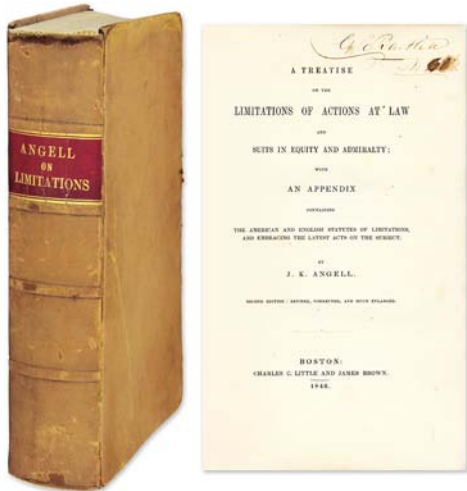 ANGELL
ON
LIMITATIONS
A TREATISE
ON THE
LIMITATIONS OF ACTIONS AT LAW
AND
SUITS IN EQUITY AND ADMIRALTY;
WITH
AN APPENDIX
CONTAINING
THE AMERICAN AND ENGLISH STATUTES OF LIMITATIONS,
AND EMBRACING THE LATEST ACTS ON THE SUBJECT.
BY
J. K. ANGELL.
SECOND EDITION: REVISED, CORRECTED, AND MUCH ENLARGED.
BOSTON:
CHARLES C. LITTLE AND JAMES BROWN.
1846.